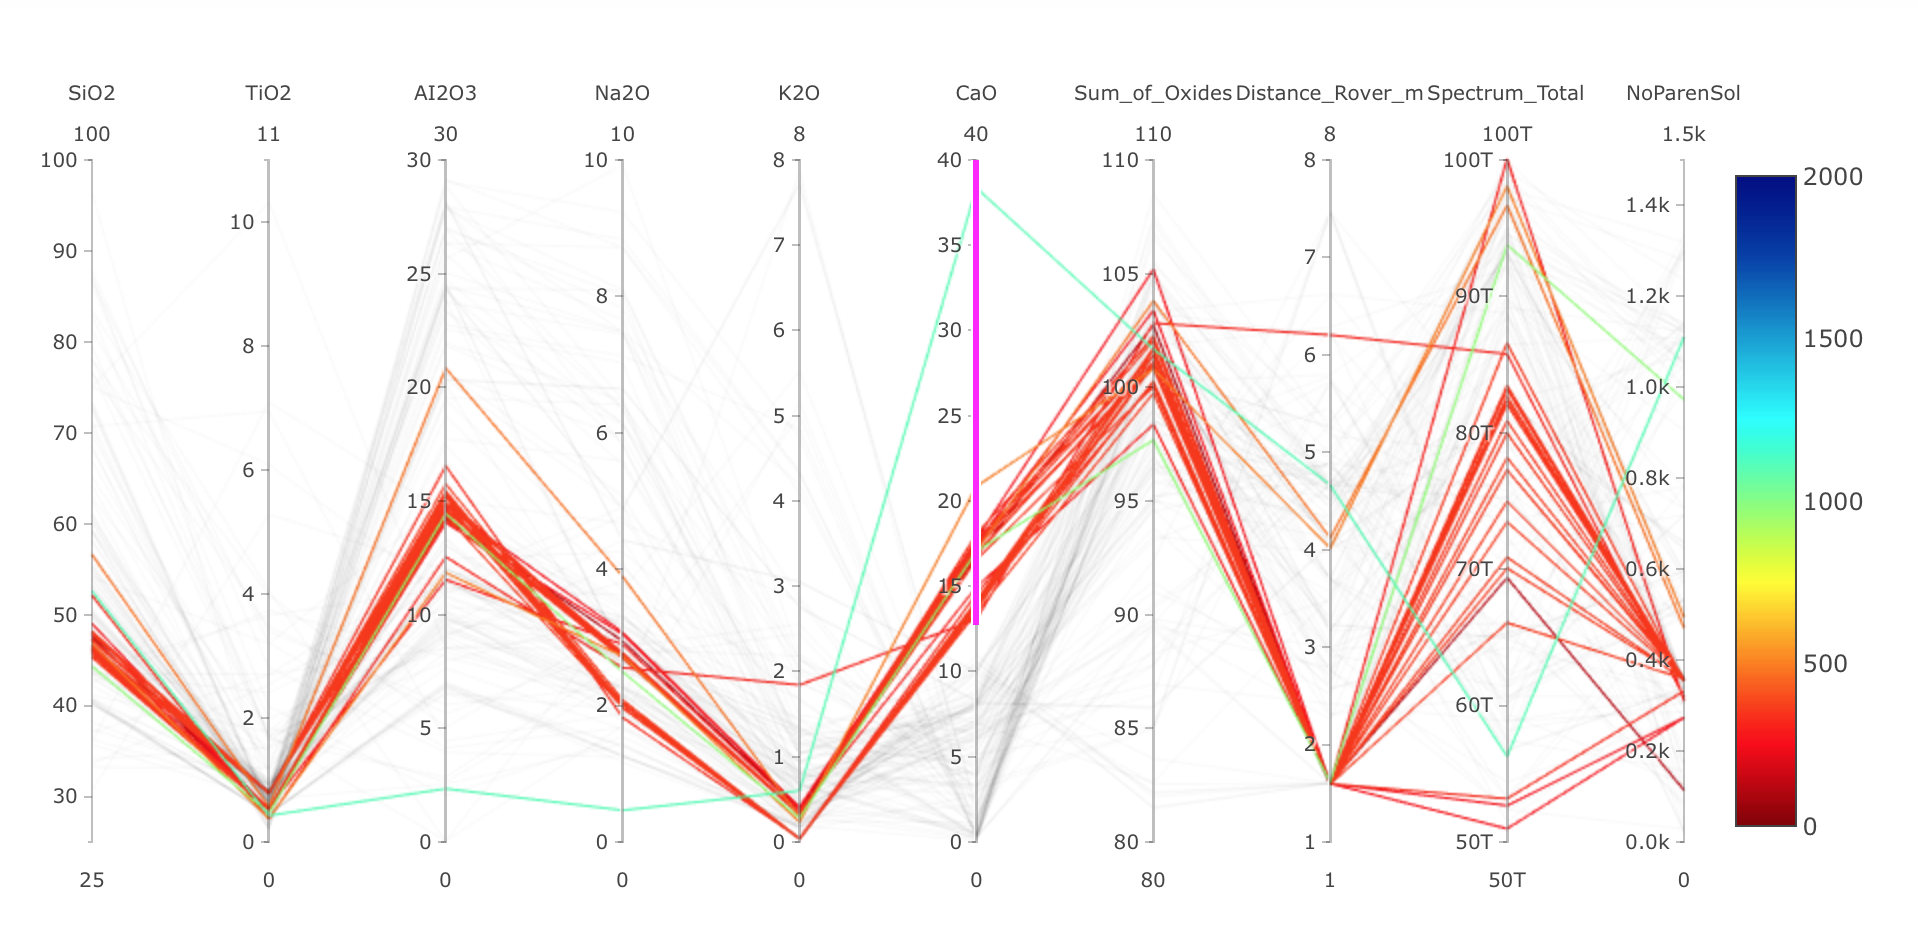 SiO2 TiO2 AI2O3 Na2O K2O CaO Sum_of_Oxides Distance_Rover_m Spectrum_Total NoParenSol
100 11 30 10 8 40 110 8 100T 1.5k
100 30 10 8 40 110 8 100T
2000
1.4k
10
90 7 35 7
25 105
8 90T 1.2k
80 8 6 30 6 1500
20 100 1.0k
70 6 5 25 5 80T
6 0.8k
15 4 20 95 1000
60
4 4 70T 0.6k
4 3 15
50 10 90
3 0.4k 500
2 10
40 2 60T
2 5 85 2 0.2k
1 5
30
0 0 0 0 0 80 1 50T 0.0k 0
25 0 0 0 0 0 80 1 50T 0